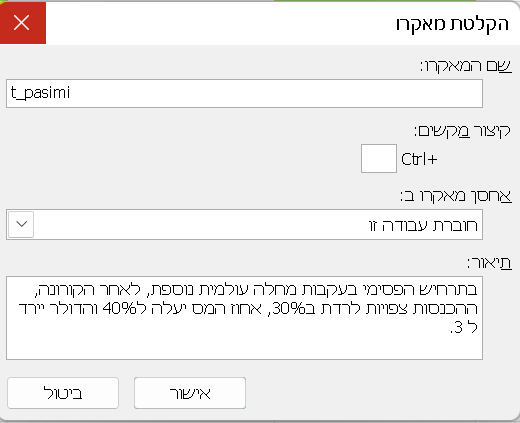 הקלטת מאקרו
שם המאקרו:
t_pasimi
קיצור מקשים:
Ctrl+
אחסן מאקרו ב:
חוברת עבודה זו
תיאור:
בתרחיש הפסימי בעקבות מחלה עולמית נוספת, לאחר הקורונה,
ההכנסות צפויות לרדת ב30%, אחוז המס יעלה ל40% והדולר יירד
ל 3.
אישור
ביטול